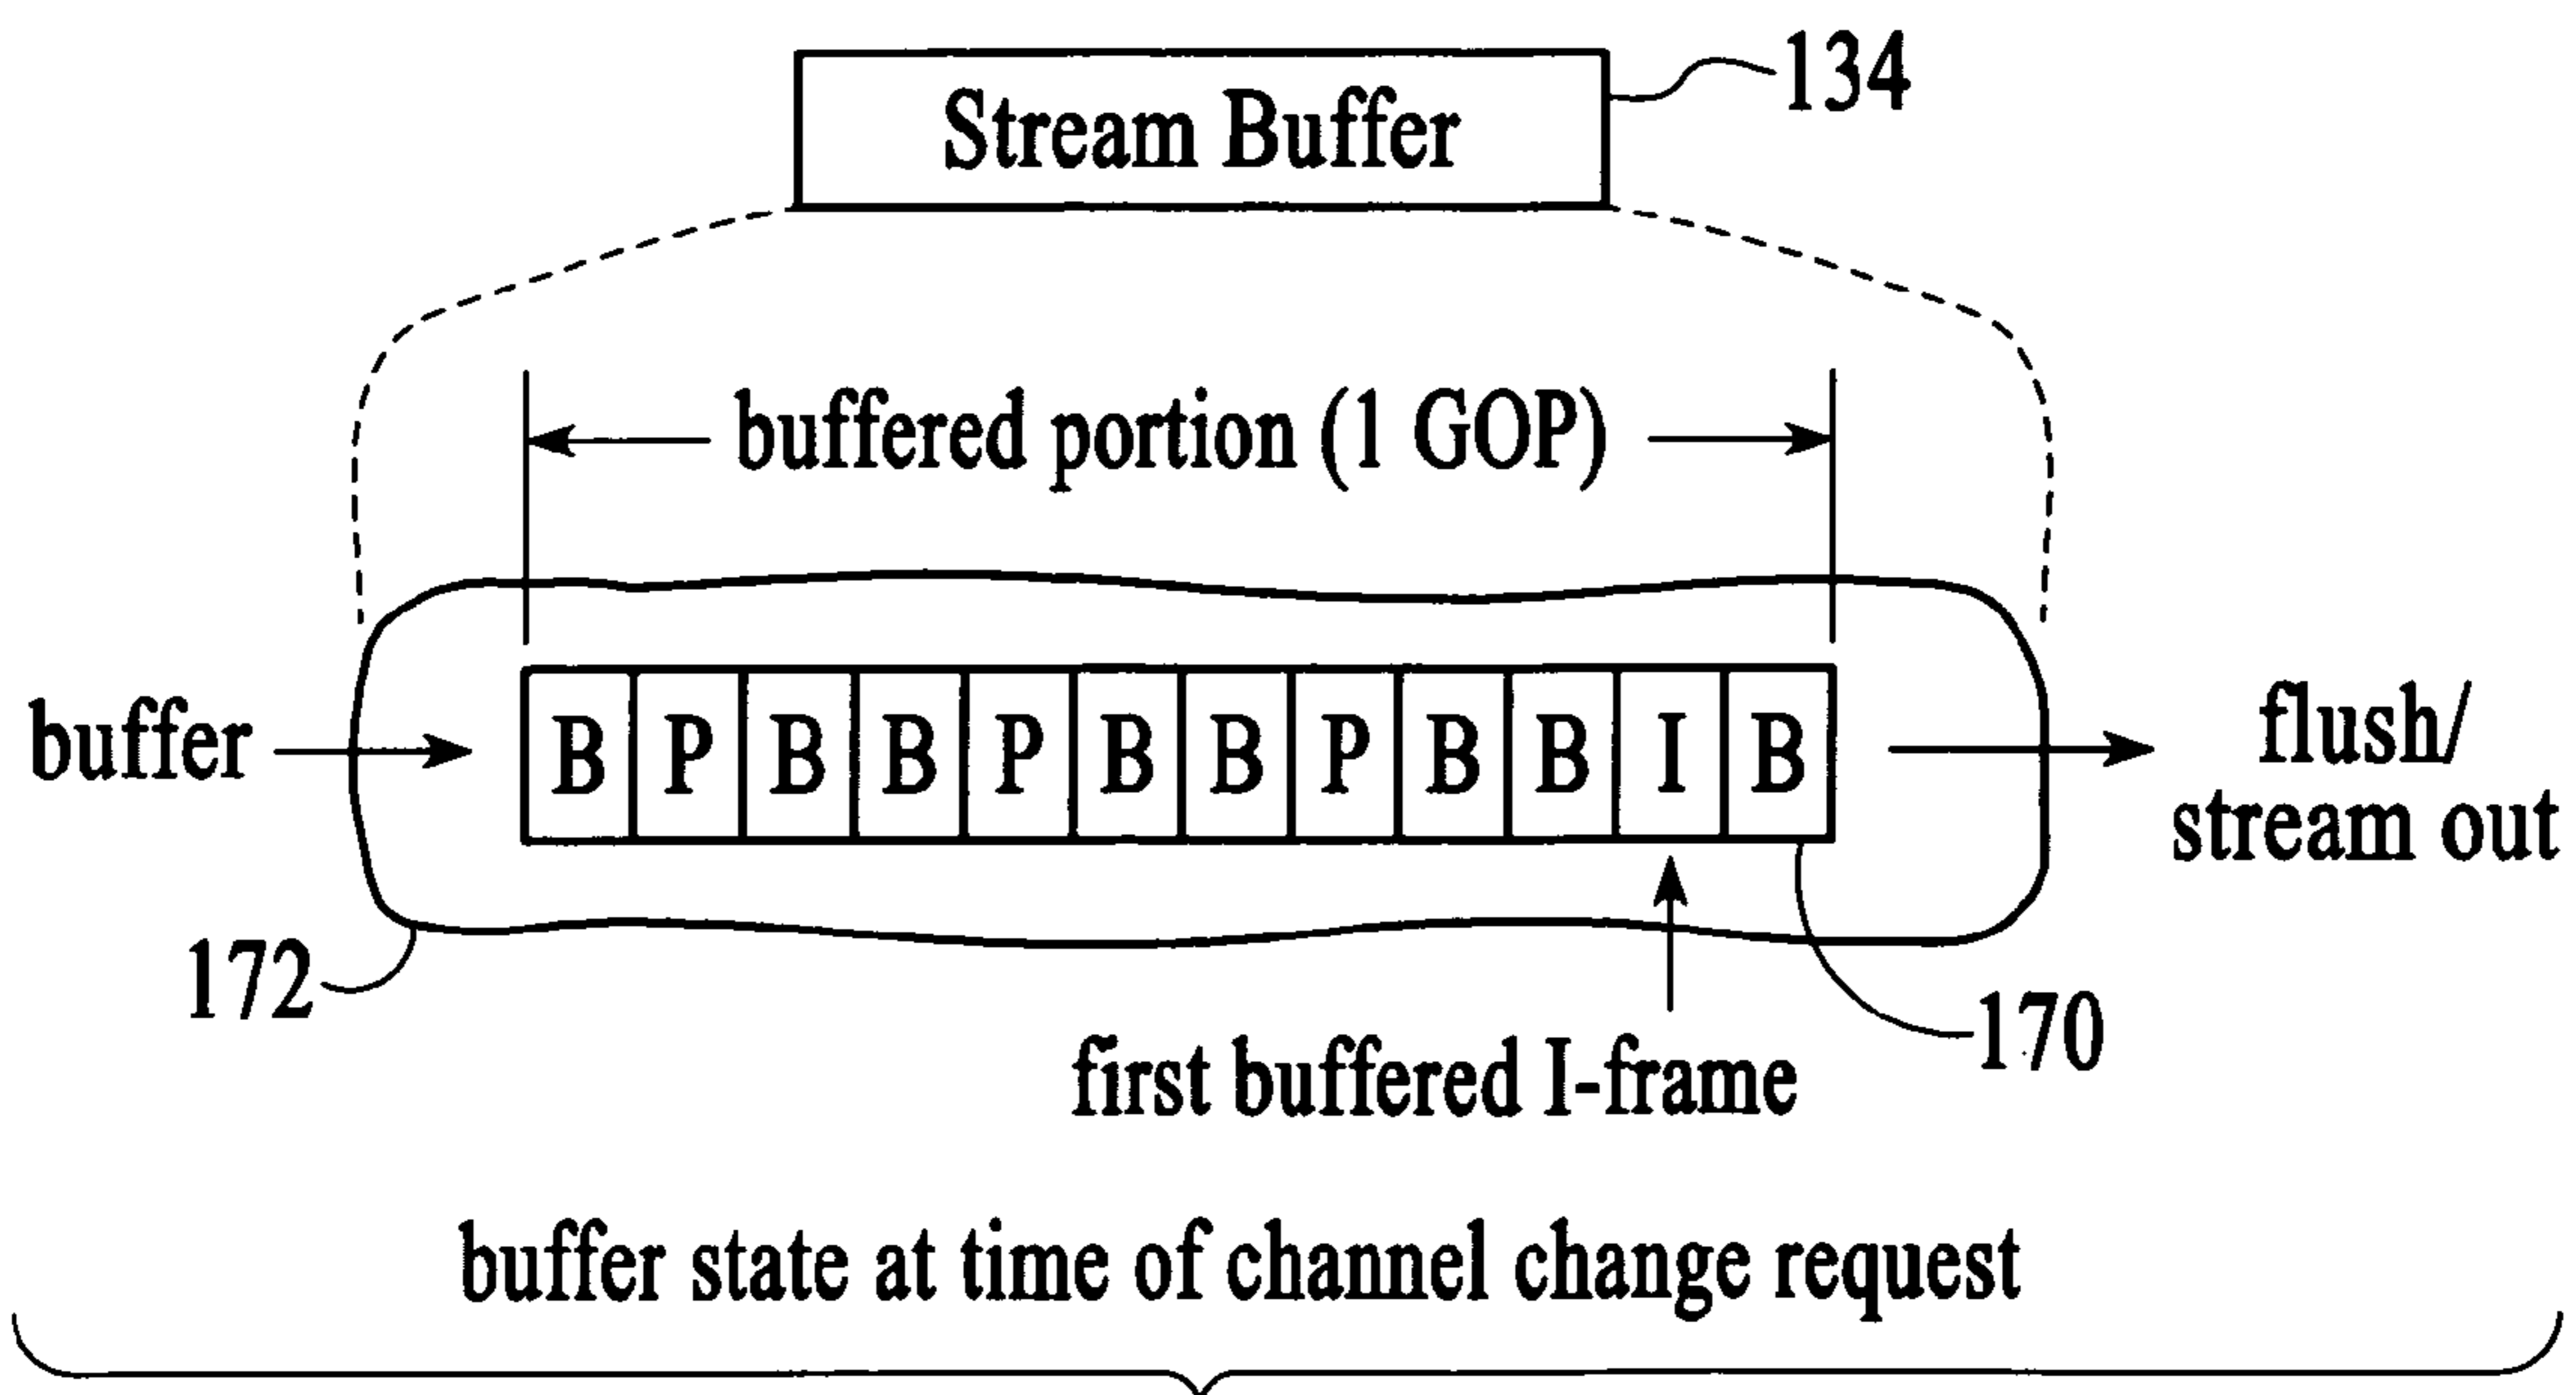 Stream Buffer
134
buffered portion (1 GOP)
buffer
B P B B P B B P B B I B
flush/
stream out
172
170
first buffered I-frame
buffer state at time of channel change request